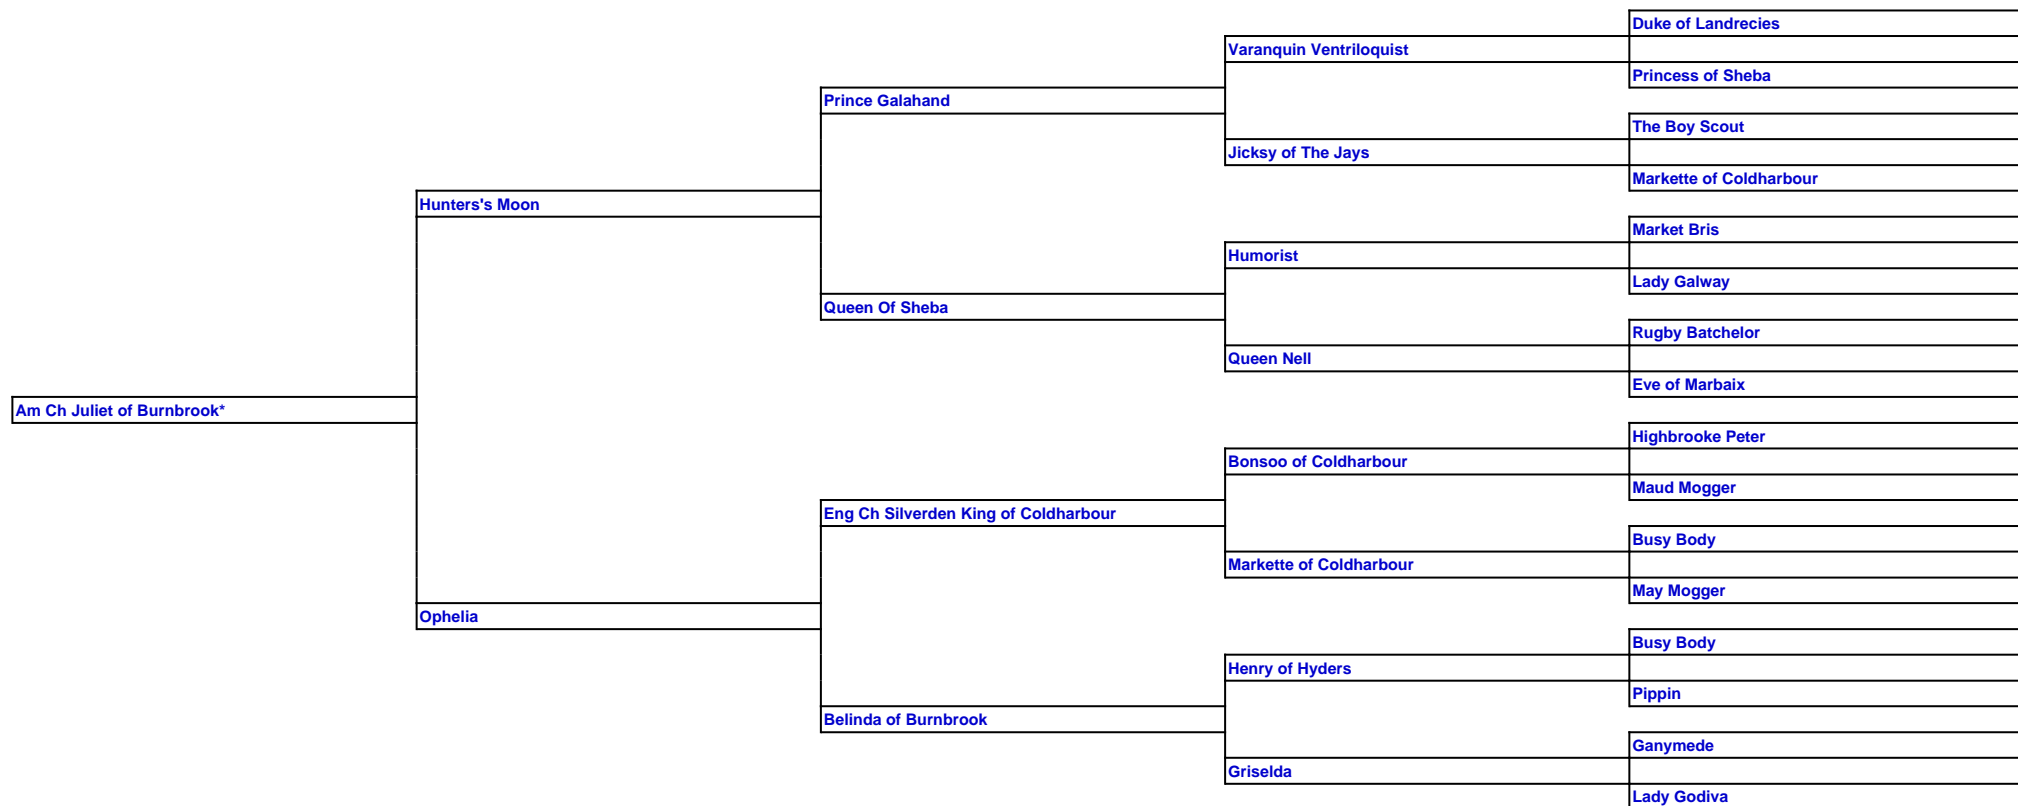 Duke of Landrecies
Varanquin Ventriloquist
Princess of Sheba
Prince Galahand
The Boy Scout
Jicksy of The Jays
Markette of Coldharbour
Hunters's Moon
Market Bris
Humorist
Lady Galway
Queen Of Sheba
Rugby Batchelor
Queen Nell
Eve of Marbaix
Am Ch Juliet of Burnbrook*
Highbrooke Peter
Bonsoo of Coldharbour
Maud Mogger
Eng Ch Silverden King of Coldharbour
Busy Body
Markette of Coldharbour
May Mogger
Ophelia
Busy Body
Henry of Hyders
Pippin
Belinda of Burnbrook
Ganymede
Griselda
Lady Godiva